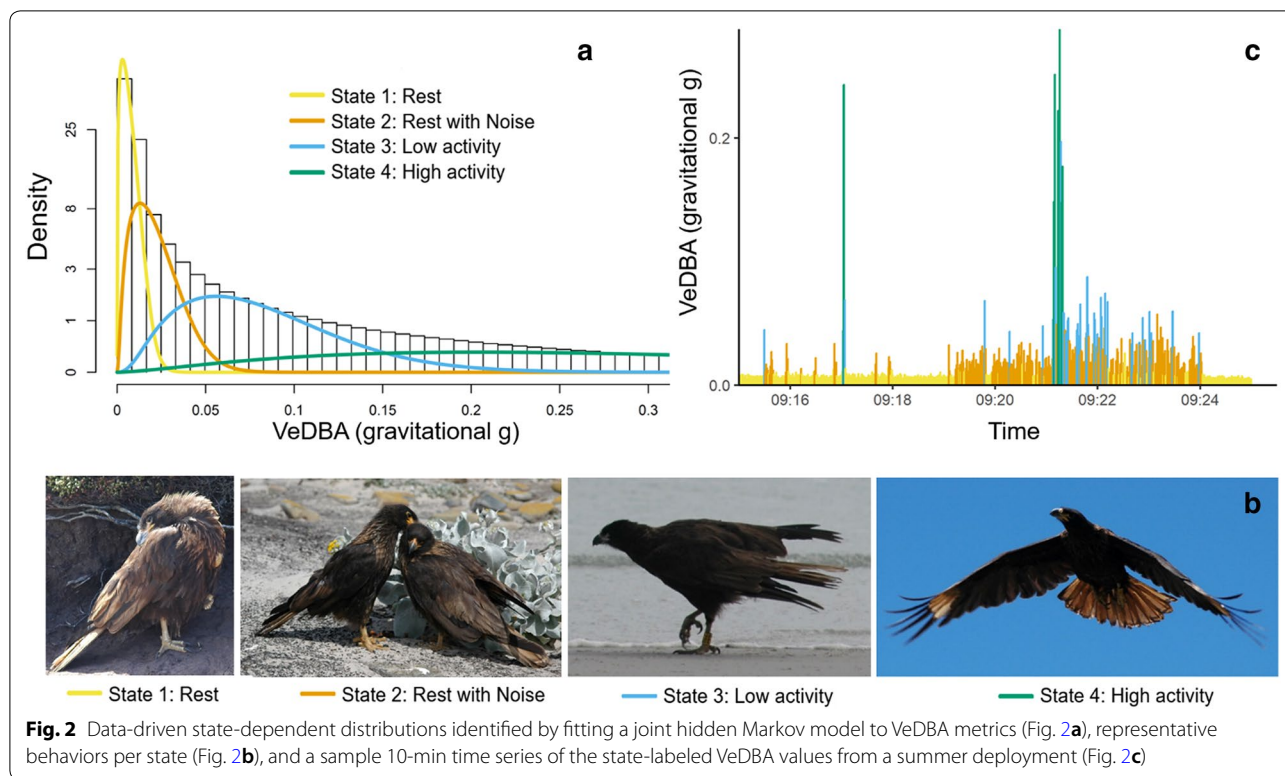 a
State 1: Rest
State 2: Rest with Noise
State 3: Low activity
State 4: High activity
Density
25
8
3
1
0
0
0.05
0.1
0.15
0.2
0.25
0.3
VeDBA (gravitational g)
c
VeDBA (gravitational g)
0.2
0.0
09:16
09:18
09:20
09:22
09:24
Time
b
State 1: Rest
State 2: Rest with Noise
State 3: Low activity
State 4: High activity
Fig. 2 Data-driven state-dependent distributions identified by fitting a joint hidden Markov model to VeDBA metrics (Fig. 2a), representative
behaviors per state (Fig. 2b), and a sample 10-min time series of the state-labeled VeDBA values from a summer deployment (Fig. 2c)